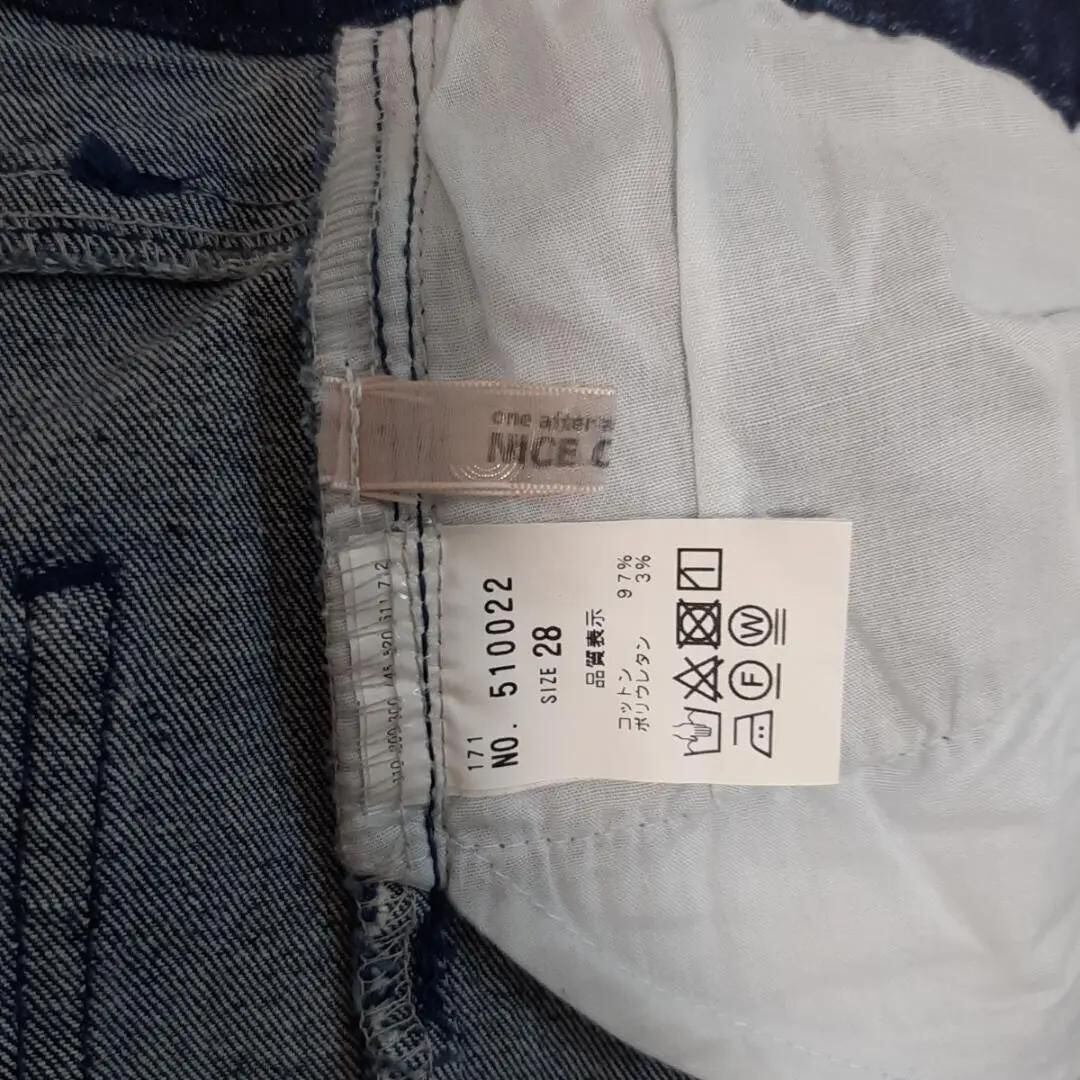 one after
NICE C
171
NO. 510022
SIZE 28
品質表示
コットン 97%
ポリウレタン 3%
W
F